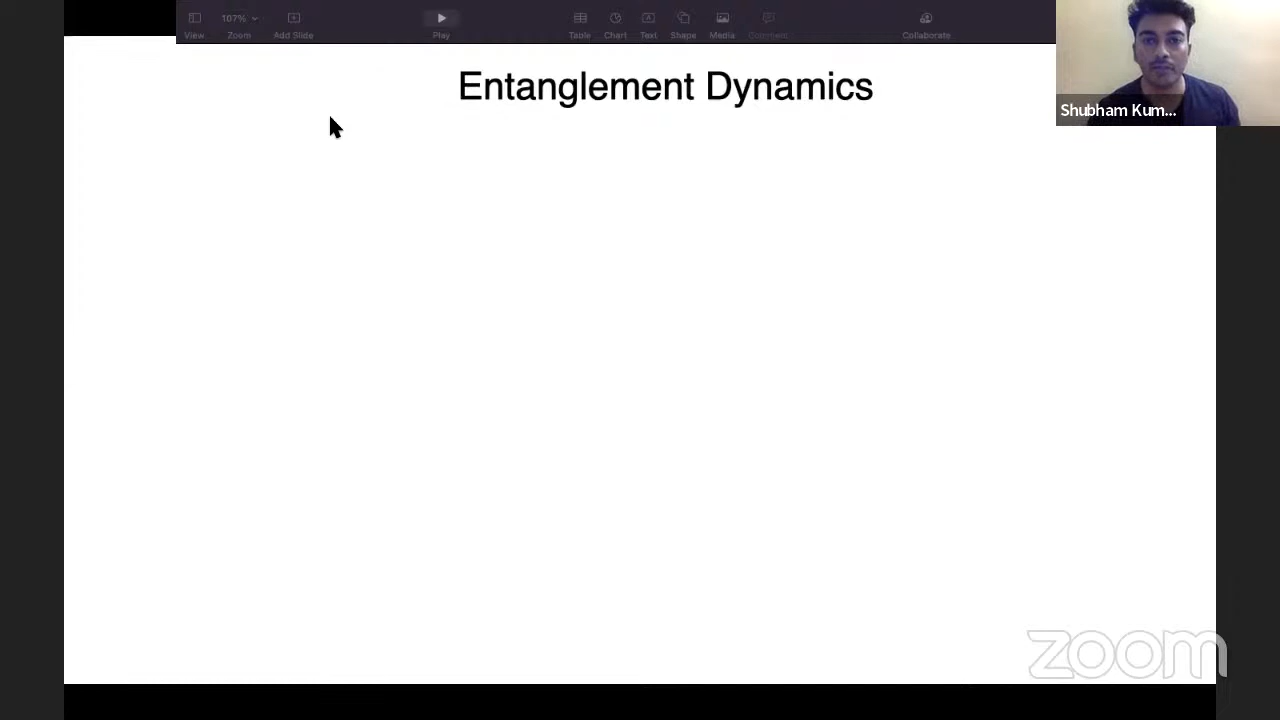 107%
View
Zoom
Add Slide
Play
Table
Chart
Text
Shape
Media
Comment
Collaborate
Entanglement Dynamics
Shubham Kum...
zoom